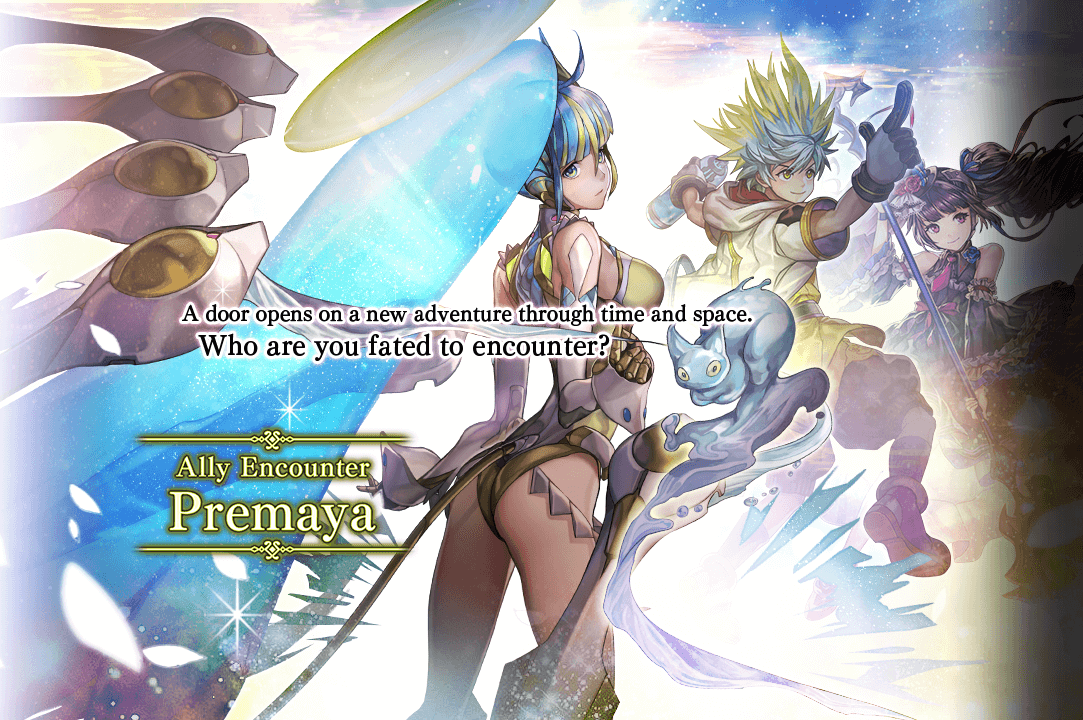 A door opens on a new adventure through time and space.
Who are you fated to encounter?
Ally Encounter
Premaya